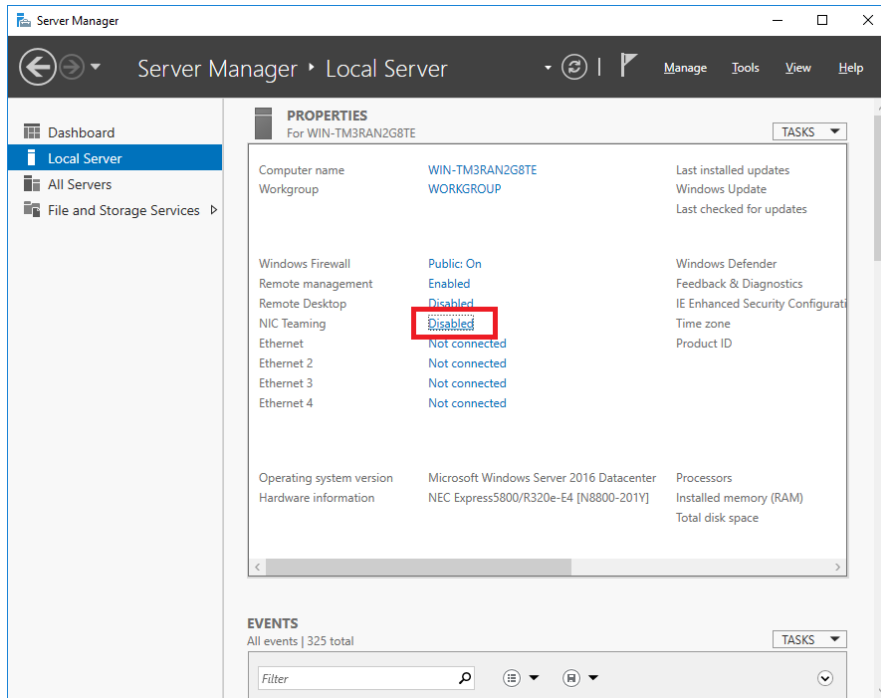 Server Manager
Server Manager ‣ Local Server
Manage Tools View Help
Dashboard
Local Server
All Servers
File and Storage Services
PROPERTIES
For WIN-TM3RAN2G8TE
TASKS
Computer name WIN-TM3RAN2G8TE Last installed updates
Workgroup WORKGROUP Windows Update
Last checked for updates
Windows Firewall Public: On Windows Defender
Remote management Enabled Feedback & Diagnostics
Remote Desktop Disabled IE Enhanced Security Configurati
NIC Teaming Disabled Time zone
Ethernet Not connected Product ID
Ethernet 2 Not connected
Ethernet 3 Not connected
Ethernet 4 Not connected
Operating system version Microsoft Windows Server 2016 Datacenter Processors
Hardware information NEC Express5800/R320e-E4 [N8800-201Y] Installed memory (RAM)
Total disk space
EVENTS
All events | 325 total
TASKS
Filter